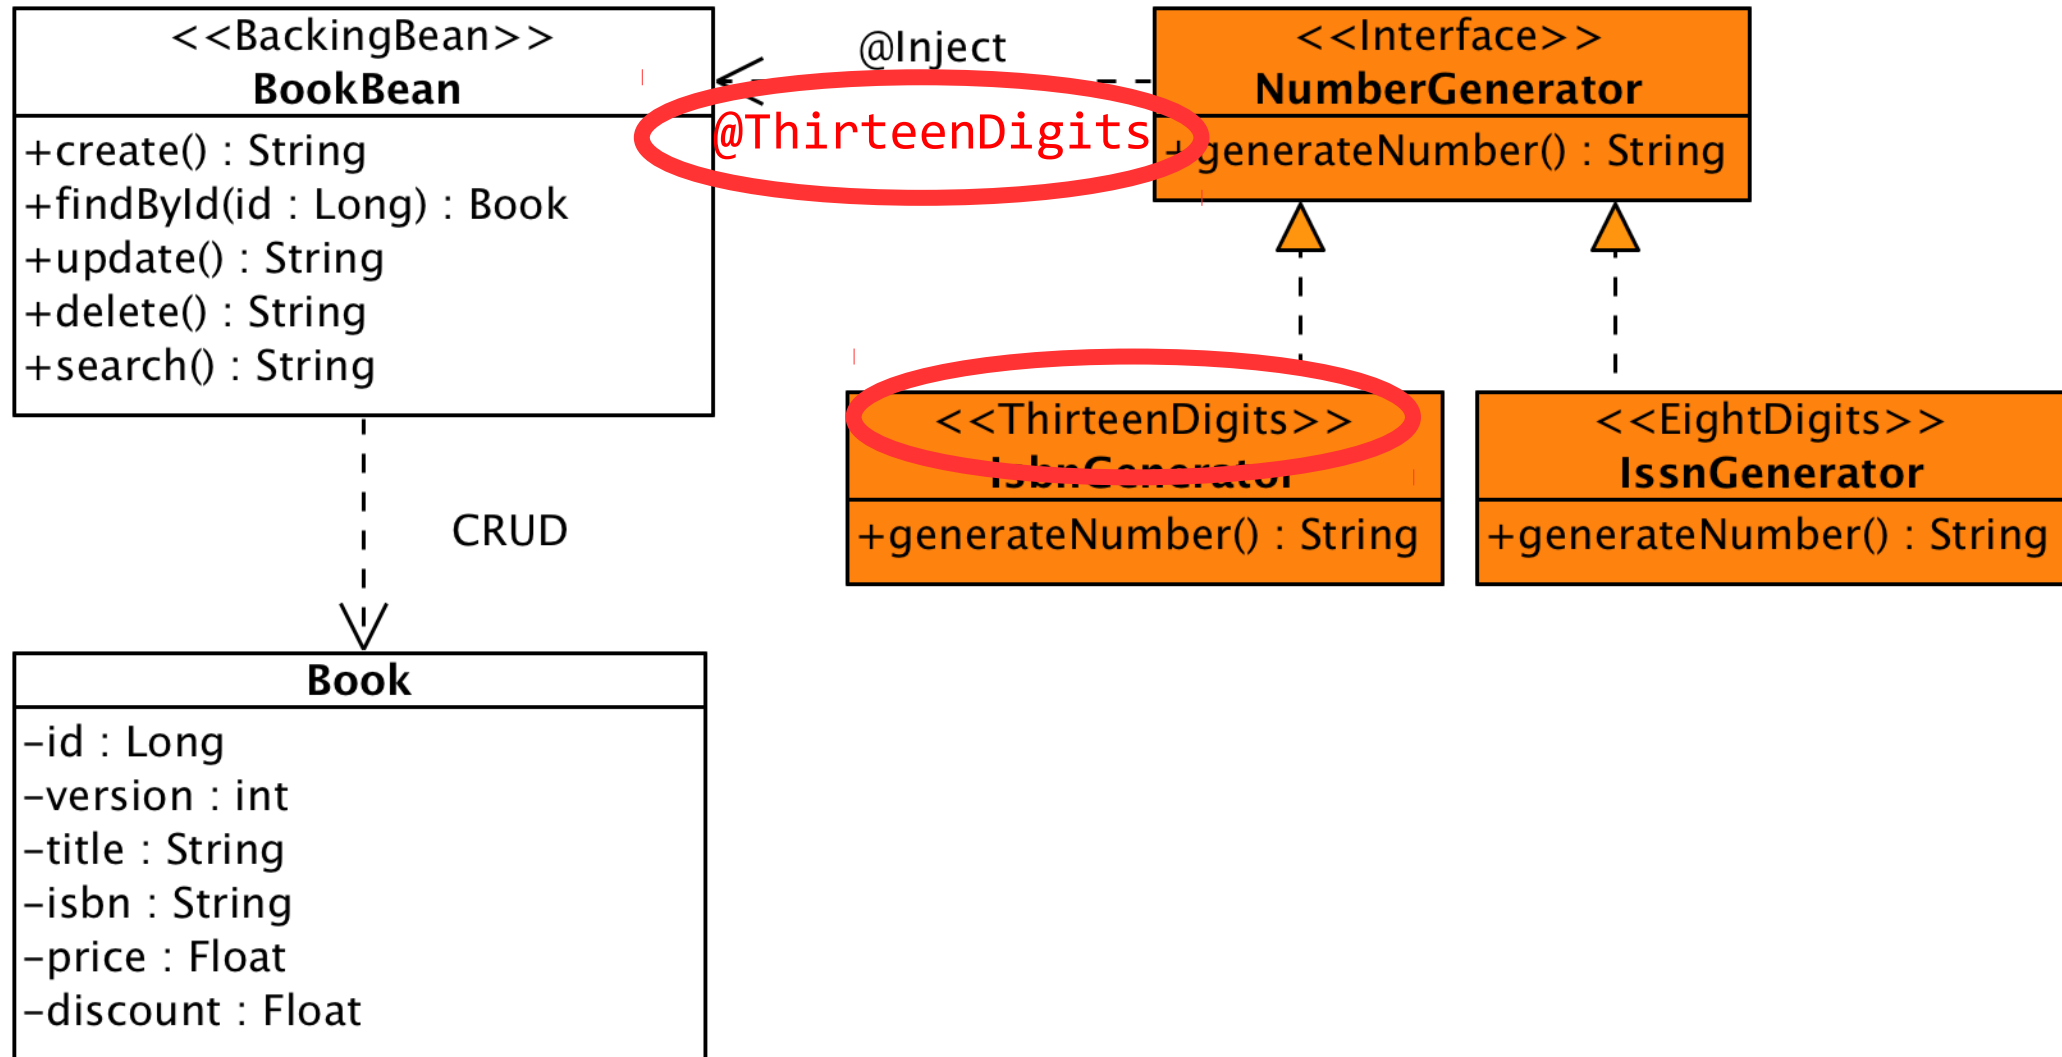 <<BackingBean>>
BookBean
+create() : String
+findById(id : Long) : Book
+update() : String
+delete() : String
+search() : String
@Inject
@ThirteenDigits
<<Interface>>
NumberGenerator
+generateNumber() : String
<<ThirteenDigits>>
IsbnGenerator
+generateNumber() : String
<<EightDigits>>
IssnGenerator
+generateNumber() : String
CRUD
Book
-id : Long
-version : int
-title : String
-isbn : String
-price : Float
-discount : Float